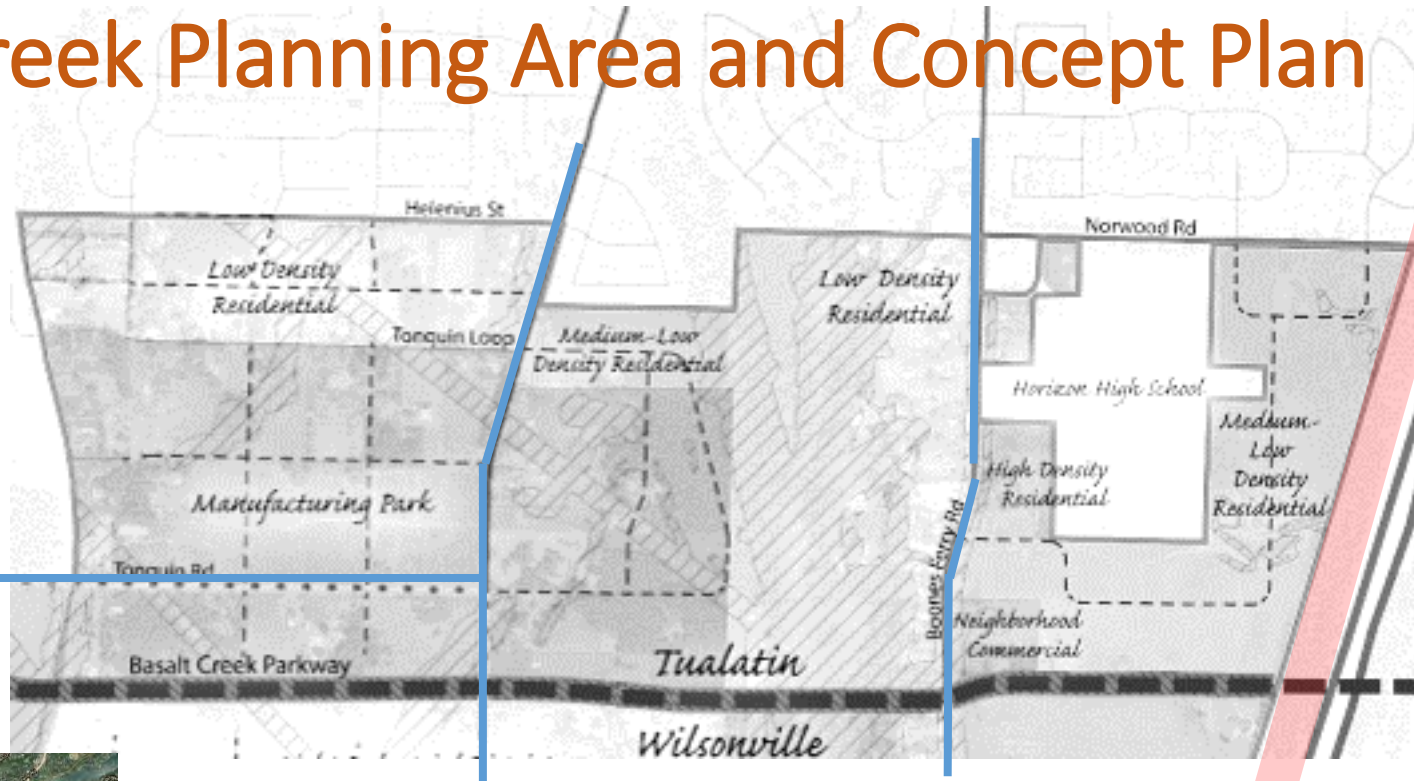 reek Planning Area and Concept Plan
Helenius St
Norwood Rd
Low Density
Residential
Low Density
Residential
Tonquin Loop
Medium-Low
Density Residential
Horizon High School
Medium-
Low
Density
Residential
High Density
Residential
Manufacturing Park
Boones Ferry Rd
Tonquin Rd
Neighborhood
Commercial
Basalt Creek Parkway
Tualatin
Wilsonville